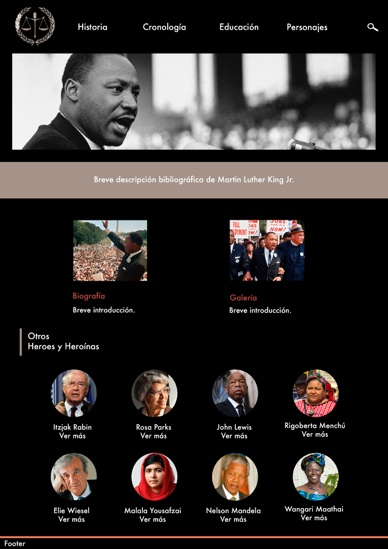 Historia
Cronología
Educación
Personajes
Breve descripción bibliográfica de Martin Luther King Jr.
Biografía
Breve introducción.
Galería
Breve introducción.
Otros
Heroes y Heroínas
Itzjak Rabin
Ver más
Rosa Parks
Ver más
John Lewis
Ver más
Rigoberta Menchú
Ver más
Elie Wiesel
Ver más
Malala Yousafzai
Ver más
Nelson Mandela
Ver más
Wangari Maathai
Ver más
Footer